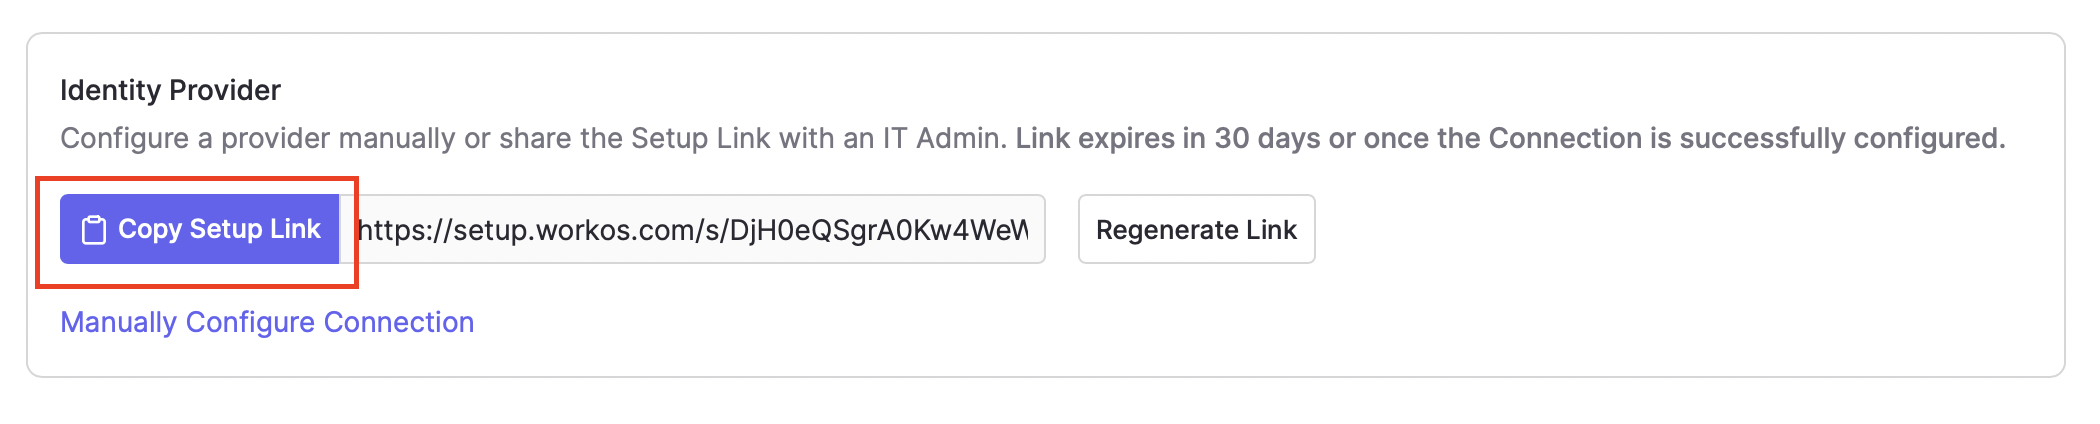 Identity Provider
Configure a provider manually or share the Setup Link with an IT Admin. Link expires in 30 days or once the Connection is successfully configured.
Copy Setup Link https://setup.workos.com/s/DjH0eQSgrA0Kw4WeW Regenerate Link
Manually Configure Connection